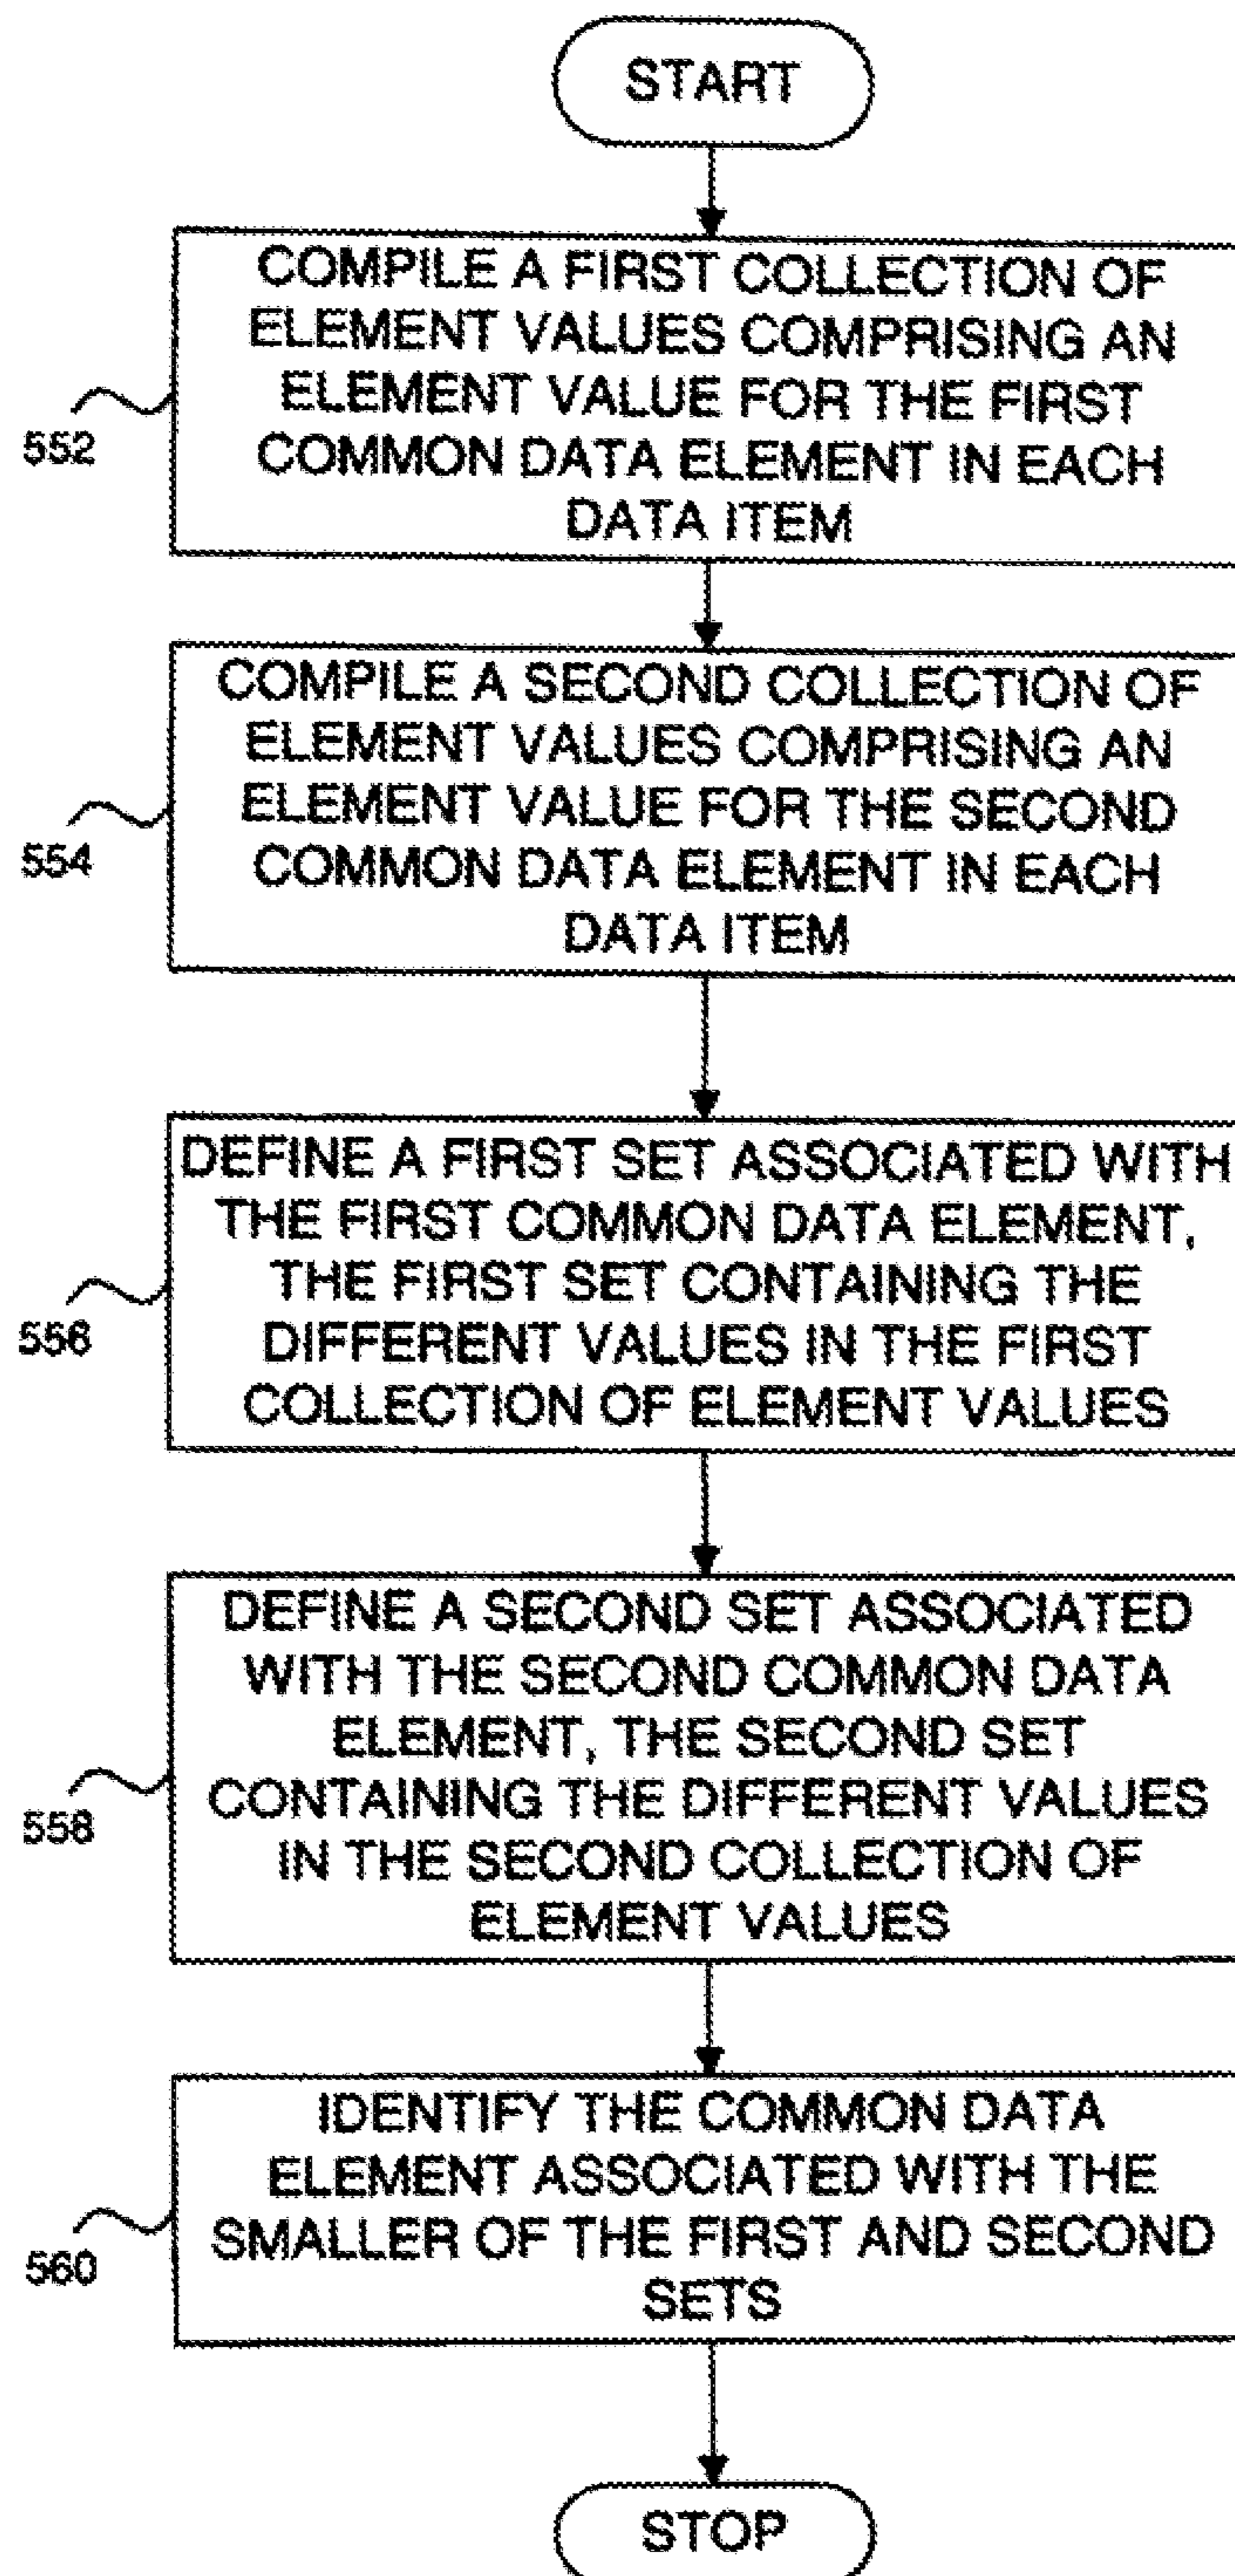 START
COMPILE A FIRST COLLECTION OF
ELEMENT VALUES COMPRISING AN
ELEMENT VALUE FOR THE FIRST
COMMON DATA ELEMENT IN EACH
DATA ITEM
552
COMPILE A SECOND COLLECTION OF
ELEMENT VALUES COMPRISING AN
ELEMENT VALUE FOR THE SECOND
COMMON DATA ELEMENT IN EACH
DATA ITEM
554
DEFINE A FIRST SET ASSOCIATED WITH
THE FIRST COMMON DATA ELEMENT,
THE FIRST SET CONTAINING THE
DIFFERENT VALUES IN THE FIRST
COLLECTION OF ELEMENT VALUES
556
DEFINE A SECOND SET ASSOCIATED
WITH THE SECOND COMMON DATA
ELEMENT, THE SECOND SET
CONTAINING THE DIFFERENT VALUES
IN THE SECOND COLLECTION OF
ELEMENT VALUES
558
IDENTIFY THE COMMON DATA
ELEMENT ASSOCIATED WITH THE
SMALLER OF THE FIRST AND SECOND
SETS
560
STOP